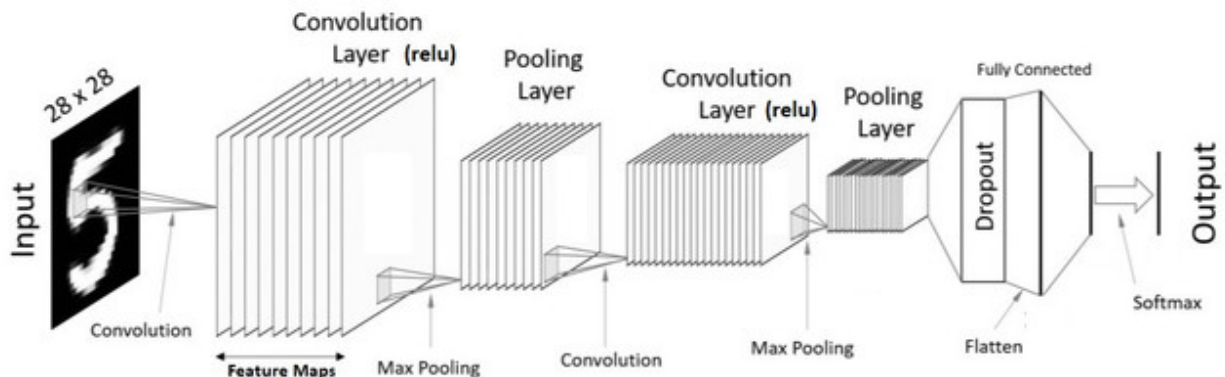 Input
28 x 28
Convolution
Convolution
Layer (relu)
Feature Maps
Max Pooling
Pooling
Layer
Convolution
Convolution
Layer (relu)
Max Pooling
Pooling
Layer
Dropout
Fully Connected
Flatten
Softmax
Output